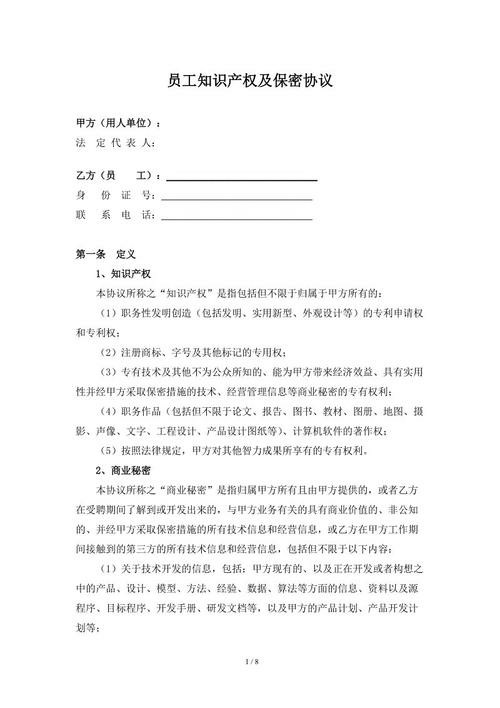 员工知识产权及保密协议
甲方（用人单位）：
法 定 代 表 人：
乙方（员 工）：
身 份 证 号：
联 系 电 话：
第一条 定义
1、知识产权
本协议所称之“知识产权”是指包括但不限于归属于甲方所有的：
（1）职务性发明创造（包括发明、实用新型、外观设计等）的专利申请权
和专利权；
（2）注册商标、字号及其他标记的专用权；
（3）专有技术及其他不为公众所知的、能为甲方带来经济效益、具有实用
性并经甲方采取保密措施的技术、经营管理信息等商业秘密的专有权利；
（4）职务作品（包括但不限于论文、报告、图书、教材、图册、地图、摄
影、声像、文字、工程设计、产品设计图纸等）、计算机软件的著作权；
（5）按照法律规定，甲方对其他智力成果所享有的专有权利。
2、商业秘密
本协议所称之“商业秘密”是指归属甲方所有且由甲方提供的，或者乙方
在受聘期间了解到或开发出来的，与甲方业务有关的具有商业价值的、非公知
的、并经甲方采取保密措施的所有技术信息和经营信息，或乙方在甲方工作期
间接触到的第三方的所有技术信息和经营信息，包括但不限于以下内容：
（1）关于技术开发的信息，包括：甲方现有的、以及正在开发或者构想之
中的产品、设计、模型、方法、经验、数据、算法等方面的信息、资料以及源
程序、目标程序、开发手册、研发文档等，以及甲方的产品计划、产品开发计
划等；
1 / 8